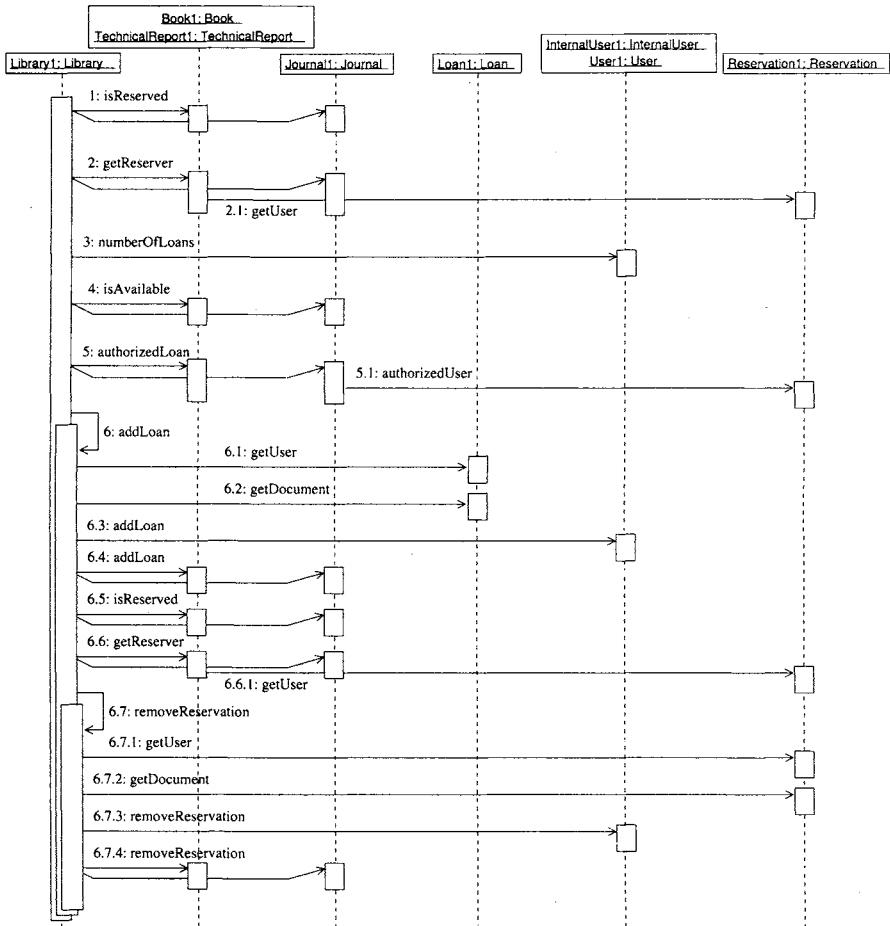 Book1: Book
TechnicalReport1: TechnicalReport
InternalUser1: InternalUser
User1: User
Library1: Library
Journal1: Journal
Loan1: Loan
Reservation1: Reservation
1: isReserved
2: getReserver
2.1: getUser
3: numberOfLoans
4: isAvailable
5: authorizedLoan
5.1: authorizedUser
6: addLoan
6.1: getUser
6.2: getDocument
6.3: addLoan
6.4: addLoan
6.5: isReserved
6.6: getReserver
6.6.1: getUser
6.7: removeReservation
6.7.1: getUser
6.7.2: getDocument
6.7.3: removeReservation
6.7.4: removeReservation